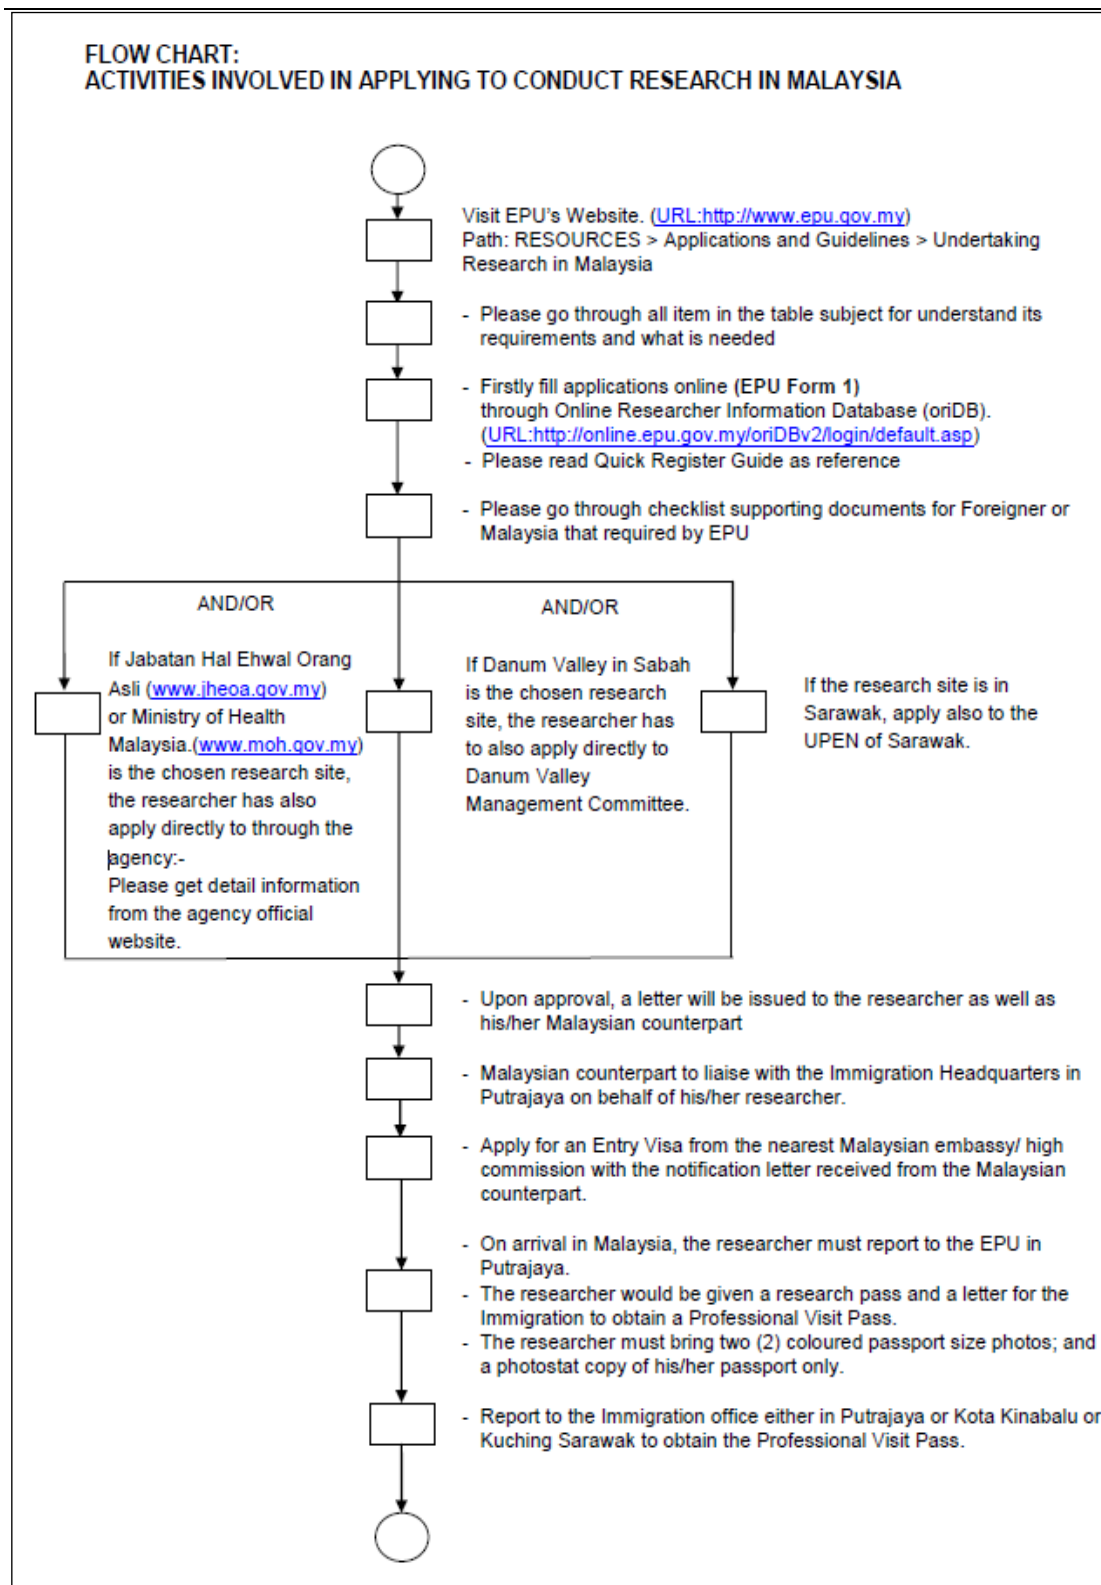 FLOW CHART:
ACTIVITIES INVOLVED IN APPLYING TO CONDUCT RESEARCH IN MALAYSIA
Visit EPU's Website. (URL:http://www.epu.gov.my)
Path: RESOURCES > Applications and Guidelines > Undertaking
Research in Malaysia
- Please go through all item in the table subject for understand its
requirements and what is needed
- Firstly fill applications online (EPU Form 1)
through Online Researcher Information Database (oriDB).
(URL:http://online.epu.gov.my/oriDBv2/login/default.asp)
- Please read Quick Register Guide as reference
- Please go through checklist supporting documents for Foreigner or
Malaysia that required by EPU
AND/OR
If Jabatan Hal Ehwal Orang
Asli (www.jheoa.gov.my)
or Ministry of Health
Malaysia.(www.moh.gov.my)
is the chosen research site,
the researcher has also
apply directly to through the
agency:-
Please get detail information
from the agency official
website.
AND/OR
If Danum Valley in Sabah
is the chosen research
site, the researcher has
to also apply directly to
Danum Valley
Management Committee.
If the research site is in
Sarawak, apply also to the
UPEN of Sarawak.
- Upon approval, a letter will be issued to the researcher as well as
his/her Malaysian counterpart
- Malaysian counterpart to liaise with the Immigration Headquarters in
Putrajaya on behalf of his/her researcher.
- Apply for an Entry Visa from the nearest Malaysian embassy/ high
commission with the notification letter received from the Malaysian
counterpart.
- On arrival in Malaysia, the researcher must report to the EPU in
Putrajaya.
- The researcher would be given a research pass and a letter for the
Immigration to obtain a Professional Visit Pass.
- The researcher must bring two (2) coloured passport size photos; and
a photostat copy of his/her passport only.
- Report to the Immigration office either in Putrajaya or Kota Kinabalu or
Kuching Sarawak to obtain the Professional Visit Pass.